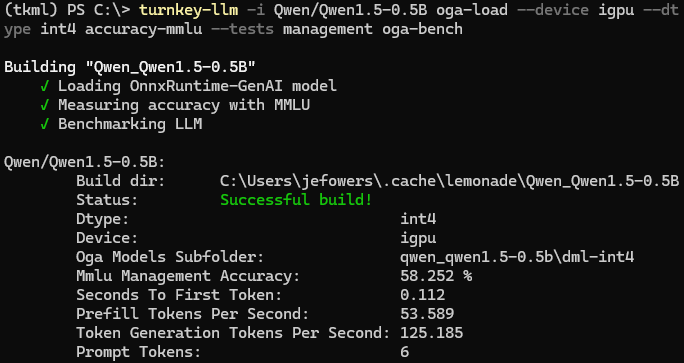 (tkml) PS C:\> turnkey-llm -i Qwen/Qwen1.5-0.5B oga-load --device igpu --dt
ype int4 accuracy-mmlu --tests management oga-bench
Building "Qwen_Qwen1.5-0.5B"
✓ Loading OnnxRuntime-GenAI model
✓ Measuring accuracy with MMLU
✓ Benchmarking LLM
Qwen/Qwen1.5-0.5B:
Build dir: C:\Users\jefowers\.cache\lemonade\Qwen_Qwen1.5-0.5B
Status: Successful build!
Dtype: int4
Device: igpu
Oga Models Subfolder: qwen_qwen1.5-0.5b\dml-int4
Mmlu Management Accuracy: 58.252 %
Seconds To First Token: 0.112
Prefill Tokens Per Second: 53.589
Token Generation Tokens Per Second: 125.185
Prompt Tokens: 6